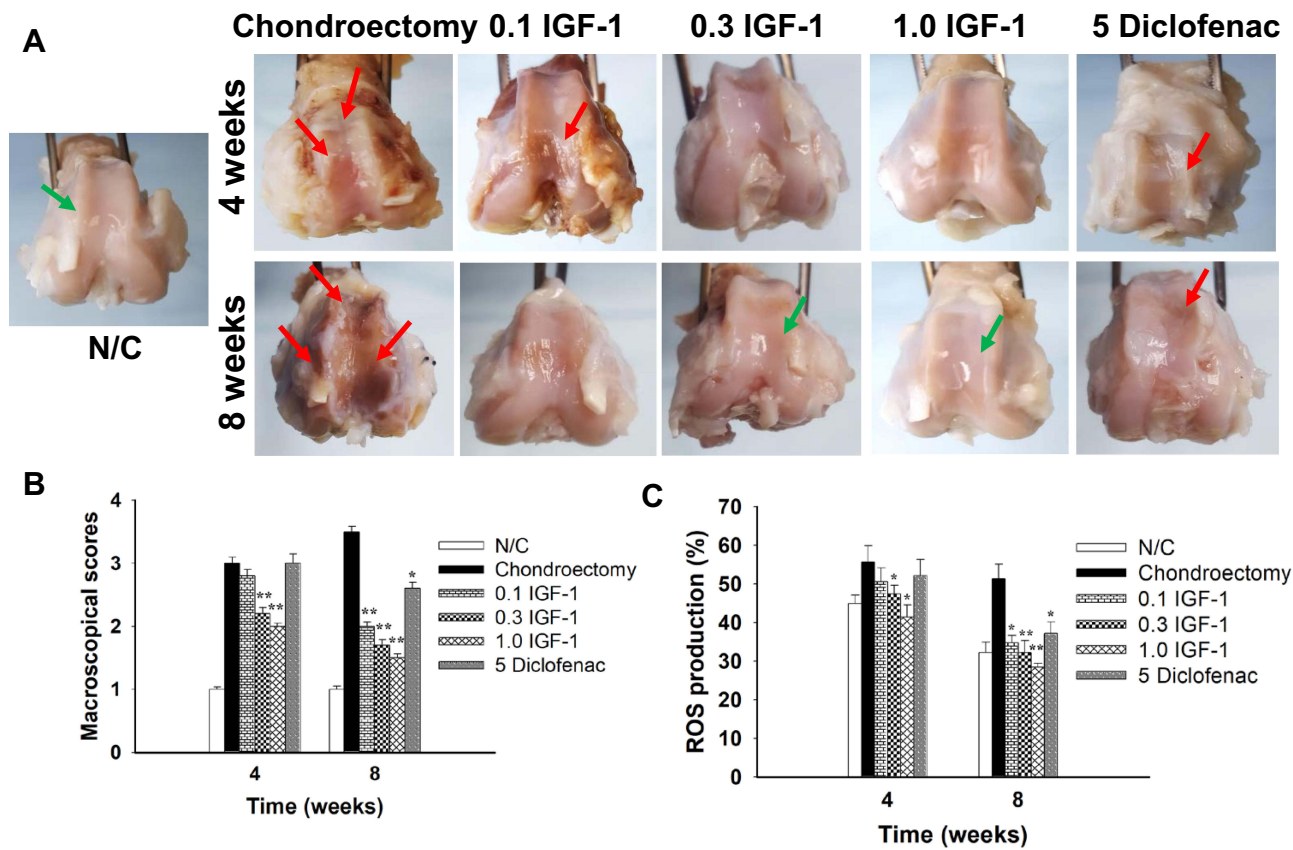 A
Chondroectomy 0.1 IGF-1 0.3 IGF-1 1.0 IGF-1 5 Diclofenac
4 weeks
N/C
8 weeks
B
Macroscopical scores
4
3
2
1
0
** **
** ** ** *
4 8
Time (weeks)
N/C
Chondroectomy
0.1 IGF-1
0.3 IGF-1
1.0 IGF-1
5 Diclofenac
C
ROS production (%)
70
60
50
40
30
20
10
0
* *
* ** ** *
4 8
Time (weeks)
N/C
Chondroectomy
0.1 IGF-1
0.3 IGF-1
1.0 IGF-1
5 Diclofenac